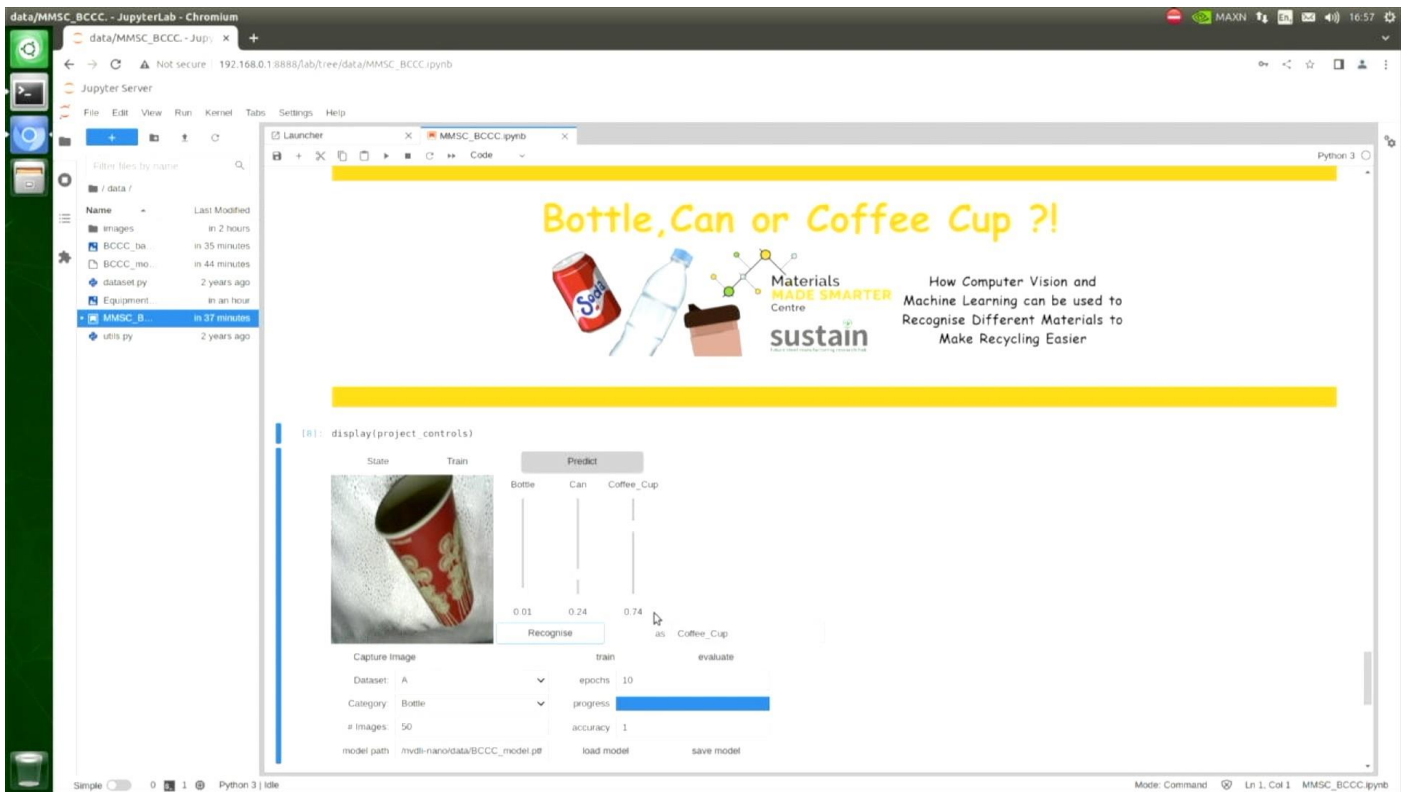 data/MMSC_BCCC. - JupyterLab - Chromium
MAXN
En
16:57
data/MMSC_BCCC. - Jup
Not secure 192.168.0.1:8888/lab/tree/data/MMSC_BCCC.ipynb
Jupyter Server
File Edit View Run Kernel Tabs Settings Help
Launcher
MMSC_BCCC.ipynb
Filter files by name
Code
Python 3
/ data /
Name Last Modified
images in 2 hours
BCCC_ba... in 35 minutes
BCCC_mo... in 44 minutes
dataset.py 2 years ago
Equipment... in an hour
MMSC_B... in 37 minutes
utils.py 2 years ago
Bottle,Can or Coffee Cup ?!
Soda
Materials
MADE SMARTER
Centre
sustain
How Computer Vision and
Machine Learning can be used to
Recognise Different Materials to
Make Recycling Easier
[8]: display(project_controls)
State Train Predict
Bottle Can Coffee_Cup
0.01 0.24 0.74
Recognise as Coffee_Cup
Capture Image train evaluate
Dataset: A epochs 10
Category: Bottle progress
# Images: 50 accuracy 1
model path /nvdli-nano/data/BCCC_model.pth load model save model
Simple 0 1 Python 3 | Idle
Mode: Command Ln 1, Col 1 MMSC_BCCC.ipynb